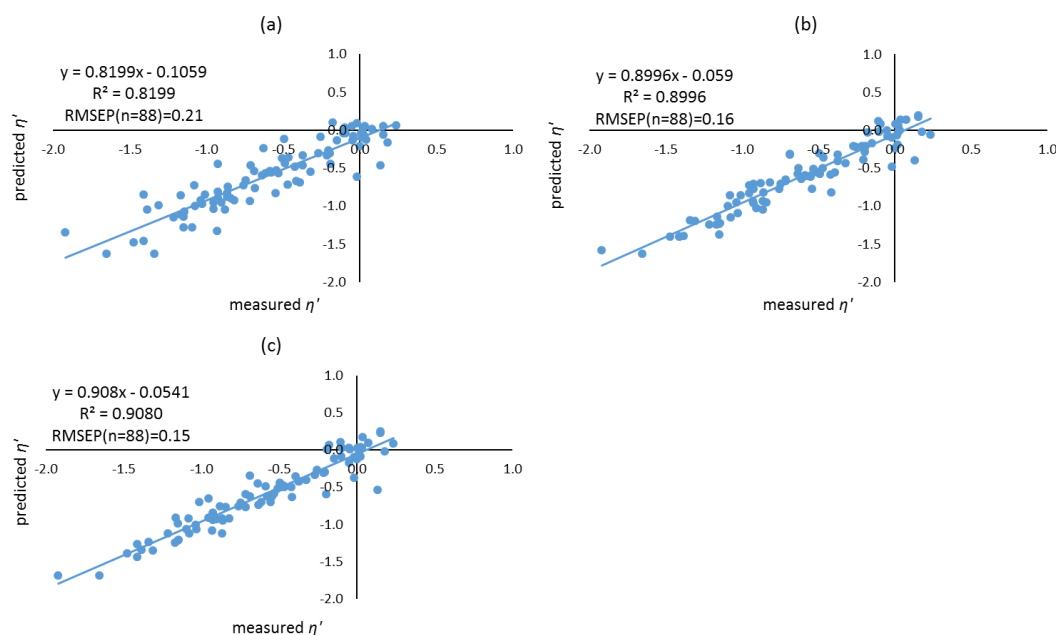 (a)
y = 0.8199x - 0.1059
R² = 0.8199
RMSEP(n=88)=0.21
1.0
0.5
0.0
-0.5
-1.0
-1.5
-2.0
-2.0 -1.5 -1.0 -0.5 0.0 0.5 1.0
predicted η'
measured η'
(b)
y = 0.8996x - 0.059
R² = 0.8996
RMSEP(n=88)=0.16
1.0
0.5
0.0
-0.5
-1.0
-1.5
-2.0
-2.0 -1.5 -1.0 -0.5 0.0 0.5 1.0
predicted η'
measured η'
(c)
y = 0.908x - 0.0541
R² = 0.9080
RMSEP(n=88)=0.15
1.0
0.5
0.0
-0.5
-1.0
-1.5
-2.0
-2.0 -1.5 -1.0 -0.5 0.0 0.5 1.0
predicted η'
measured η'